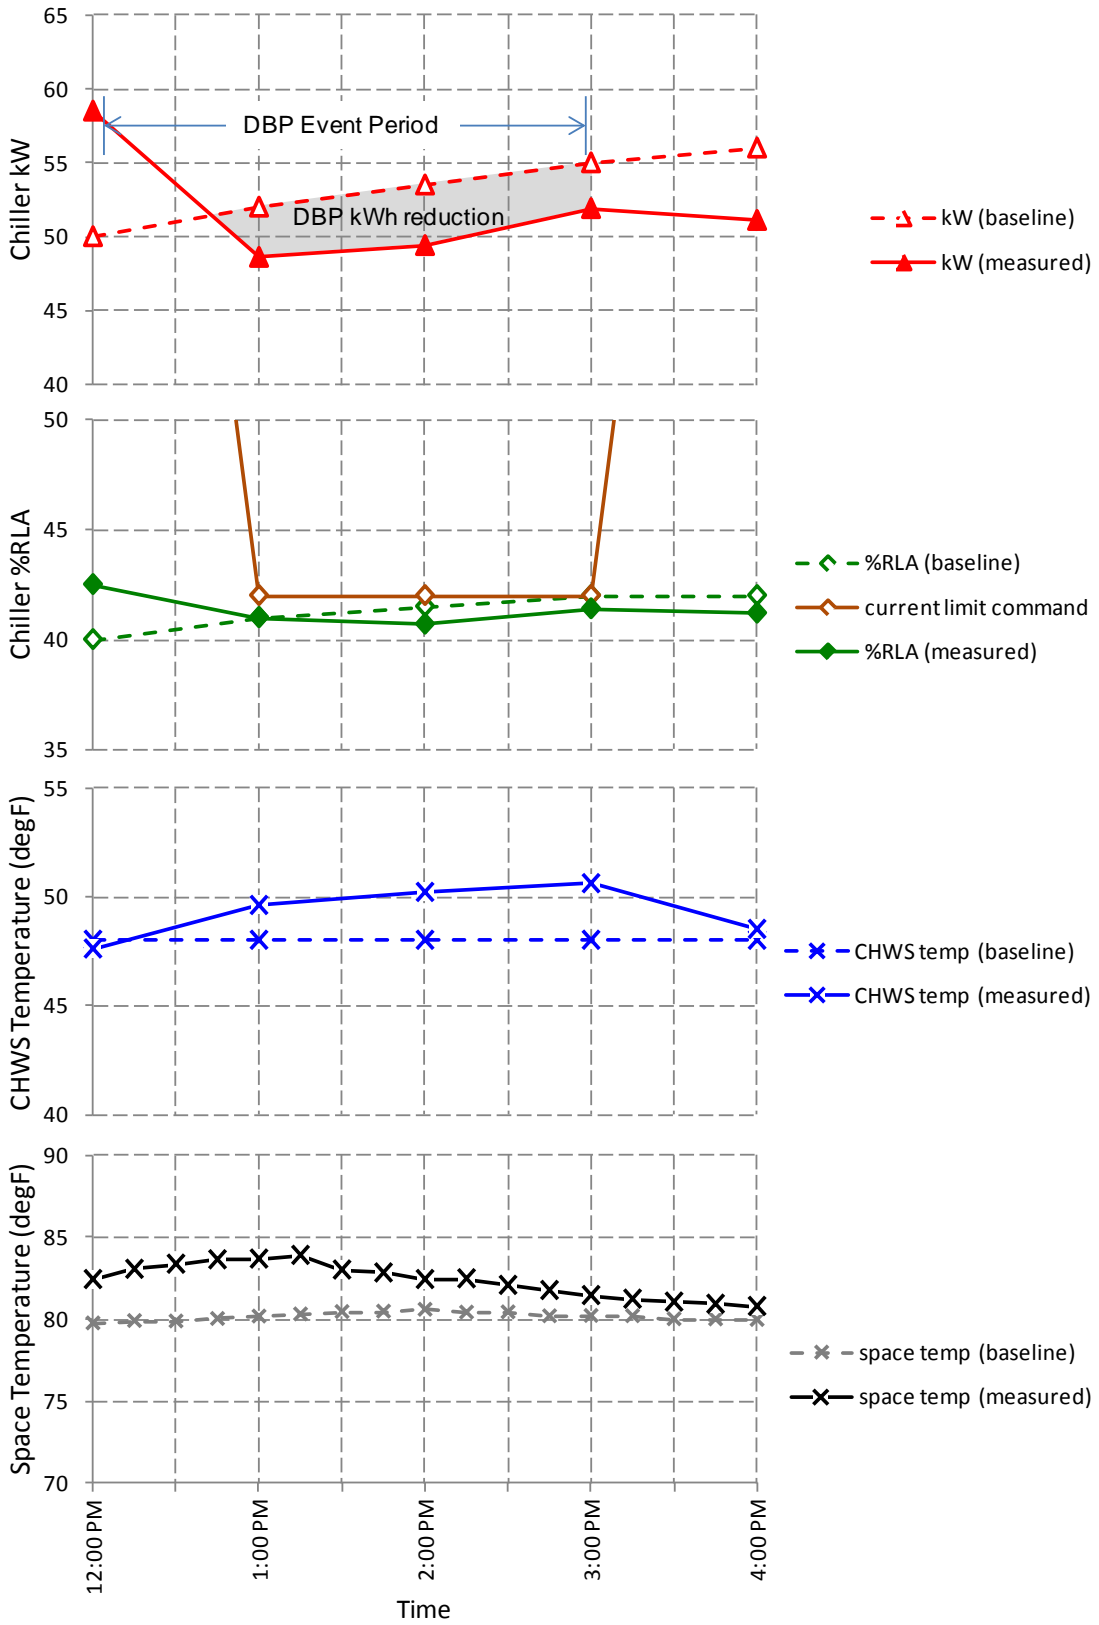 Chiller kW
65
60
55
50
45
40
DBP Event Period
DBP kWh reduction
kW (baseline)
kW (measured)
Chiller %RLA
50
45
40
35
%RLA (baseline)
current limit command
%RLA (measured)
CHWS Temperature (degF)
55
50
45
40
CHWS temp (baseline)
CHWS temp (measured)
Space Temperature (degF)
90
85
80
75
70
space temp (baseline)
space temp (measured)
12:00 PM
1:00 PM
2:00 PM
3:00 PM
4:00 PM
Time